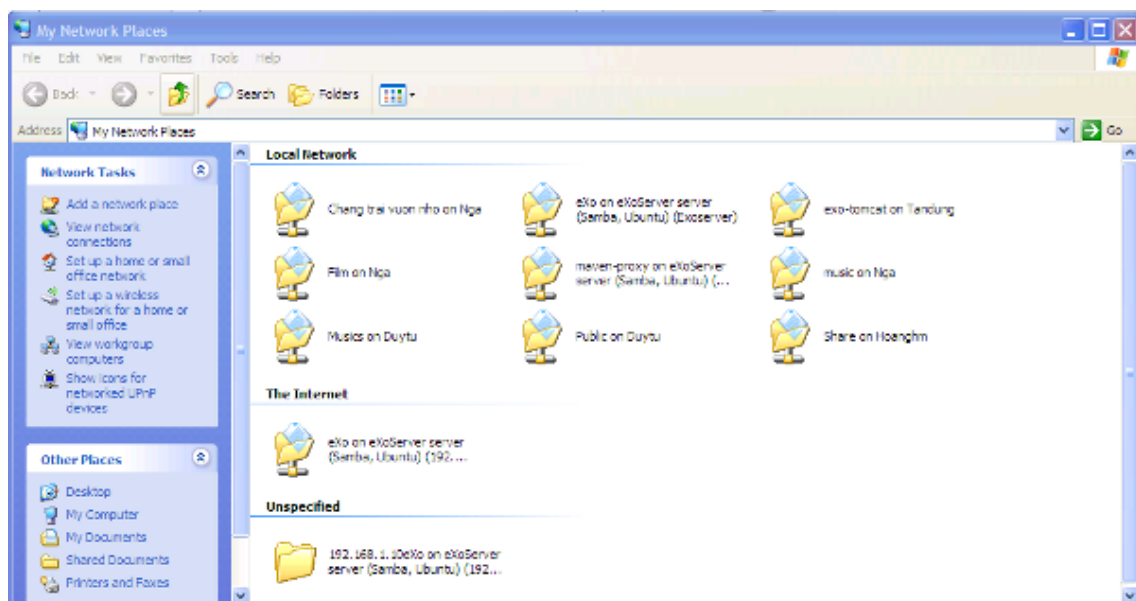 My Network Places
File Edit View Favorites Tools Help
Back Search Folders
Address My Network Places Go
Network Tasks
Add a network place
View network
connections
Set up a home or small
office network
Set up a wireless
network for a home or
small office
View workgroup
computers
Show icons for
networked UPnP
devices
Other Places
Desktop
My Computer
My Documents
Shared Documents
Printers and Faxes
Local Network
Chang trai vuon nho on Nga
eXo on eXoServer server
(Samba, Ubuntu) (Exoserver)
exo-tomcat on Tandung
Film on Nga
maven-proxy on eXoServer
server (Samba, Ubuntu) (...
music on Nga
Musics on Duytu
Public on Duytu
Share on Hoanghm
The Internet
eXo on eXoServer server
(Samba, Ubuntu) (192....
Unspecified
192.168.1.10eXo on eXoServer
server (Samba, Ubuntu) (192...